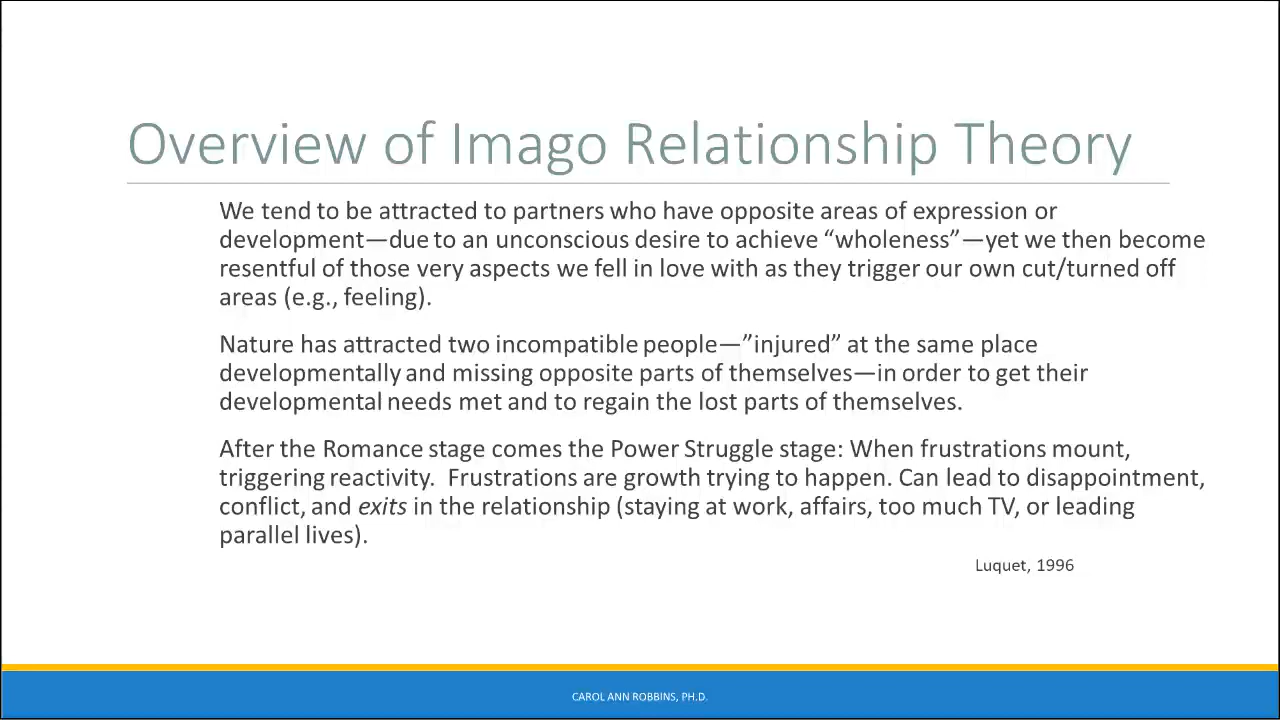 Overview of Imago Relationship Theory
We tend to be attracted to partners who have opposite areas of expression or
development—due to an unconscious desire to achieve “wholeness”—yet we then become
resentful of those very aspects we fell in love with as they trigger our own cut/turned off
areas (e.g., feeling).
Nature has attracted two incompatible people—”injured” at the same place
developmentally and missing opposite parts of themselves—in order to get their
developmental needs met and to regain the lost parts of themselves.
After the Romance stage comes the Power Struggle stage: When frustrations mount,
triggering reactivity.  Frustrations are growth trying to happen. Can lead to disappointment,
conflict, and exits in the relationship (staying at work, affairs, too much TV, or leading
parallel lives).
Luquet, 1996
CAROL ANN ROBBINS, PH.D.